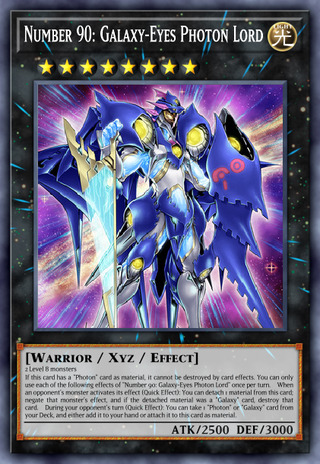 Number 90: Galaxy-Eyes Photon Lord
LIGHT
光
90
[Warrior / Xyz / Effect]
2 Level 8 monsters
If this card has a "Photon" card as material, it cannot be destroyed by card effects. You can only
use each of the following effects of "Number 90: Galaxy-Eyes Photon Lord" once per turn. When
an opponent's monster activates its effect (Quick Effect): You can detach 1 material from this card;
negate that monster's effect, and if the detached material was a "Galaxy" card, destroy that
card. During your opponent's turn (Quick Effect): You can take 1 "Photon" or "Galaxy" card from
your Deck, and either add it to your hand or attach it to this card as material.
ATK/2500 DEF/3000